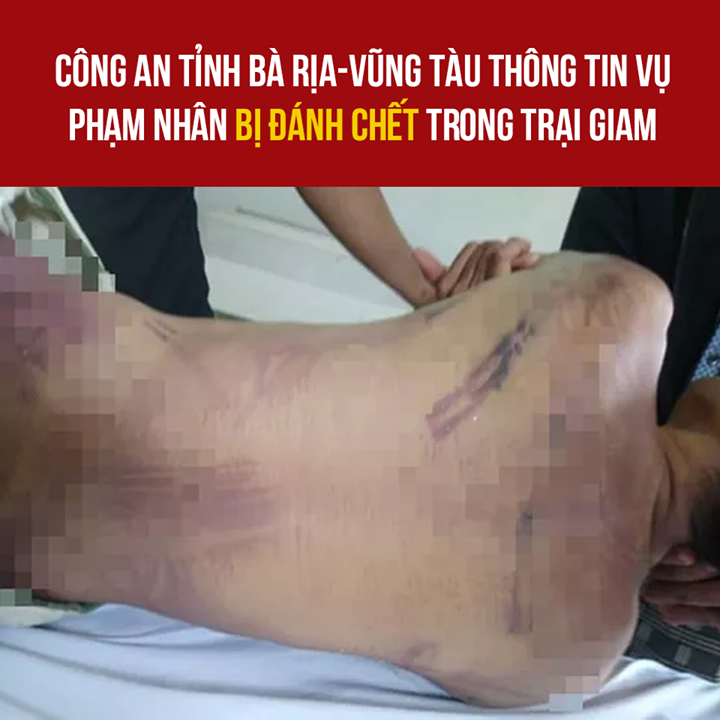 CÔNG AN TỈNH BÀ RỊA-VŨNG TÀU THÔNG TIN VỤ
PHẠM NHÂN BỊ ĐÁNH CHẾT TRONG TRẠI GIAM